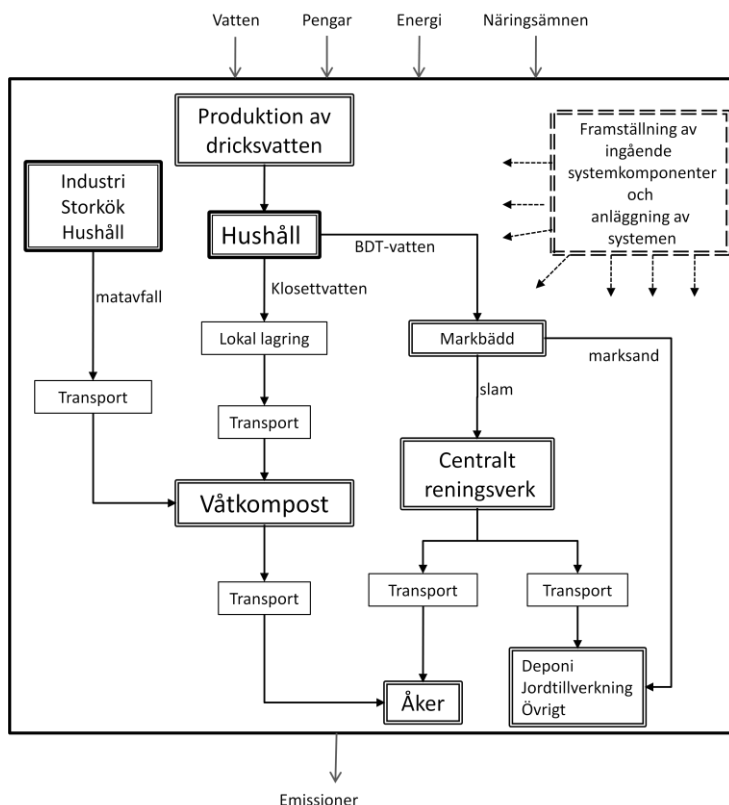 Vatten
Pengar
Energi
Näringsämnen
Produktion av
dricksvatten
Framställning av
ingående
systemkomponenter
och
anläggning av
systemen
Industri
Storkök
Hushåll
Hushåll
BDT-vatten
matavfall
Klosettvatten
Lokal lagring
Markbädd
marksand
Transport
slam
Transport
Centralt
reningsverk
Våtkompost
Transport
Transport
Transport
Deponi
Jordtillverkning
Övrigt
Åker
Emissioner